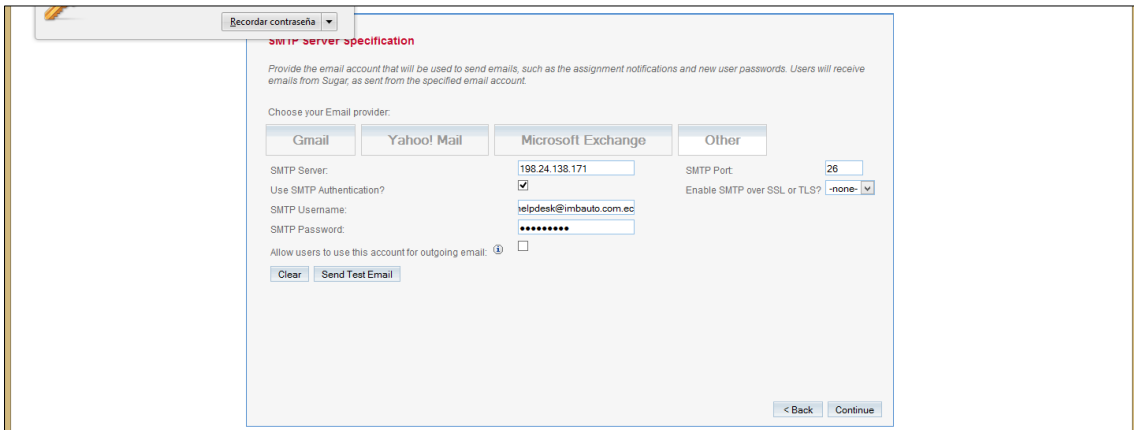 Recordar contraseña
SMTP Server Specification
Provide the email account that will be used to send emails, such as the assignment notifications and new user passwords. Users will receive
emails from Sugar, as sent from the specified email account.
Choose your Email provider:
Gmail Yahoo! Mail Microsoft Exchange Other
SMTP Server: 198.24.138.171 SMTP Port: 26
Use SMTP Authentication? Enable SMTP over SSL or TLS? -none-
SMTP Username: helpdesk@imbauto.com.ec
SMTP Password: •••••••••
Allow users to use this account for outgoing email:
Clear Send Test Email
< Back Continue